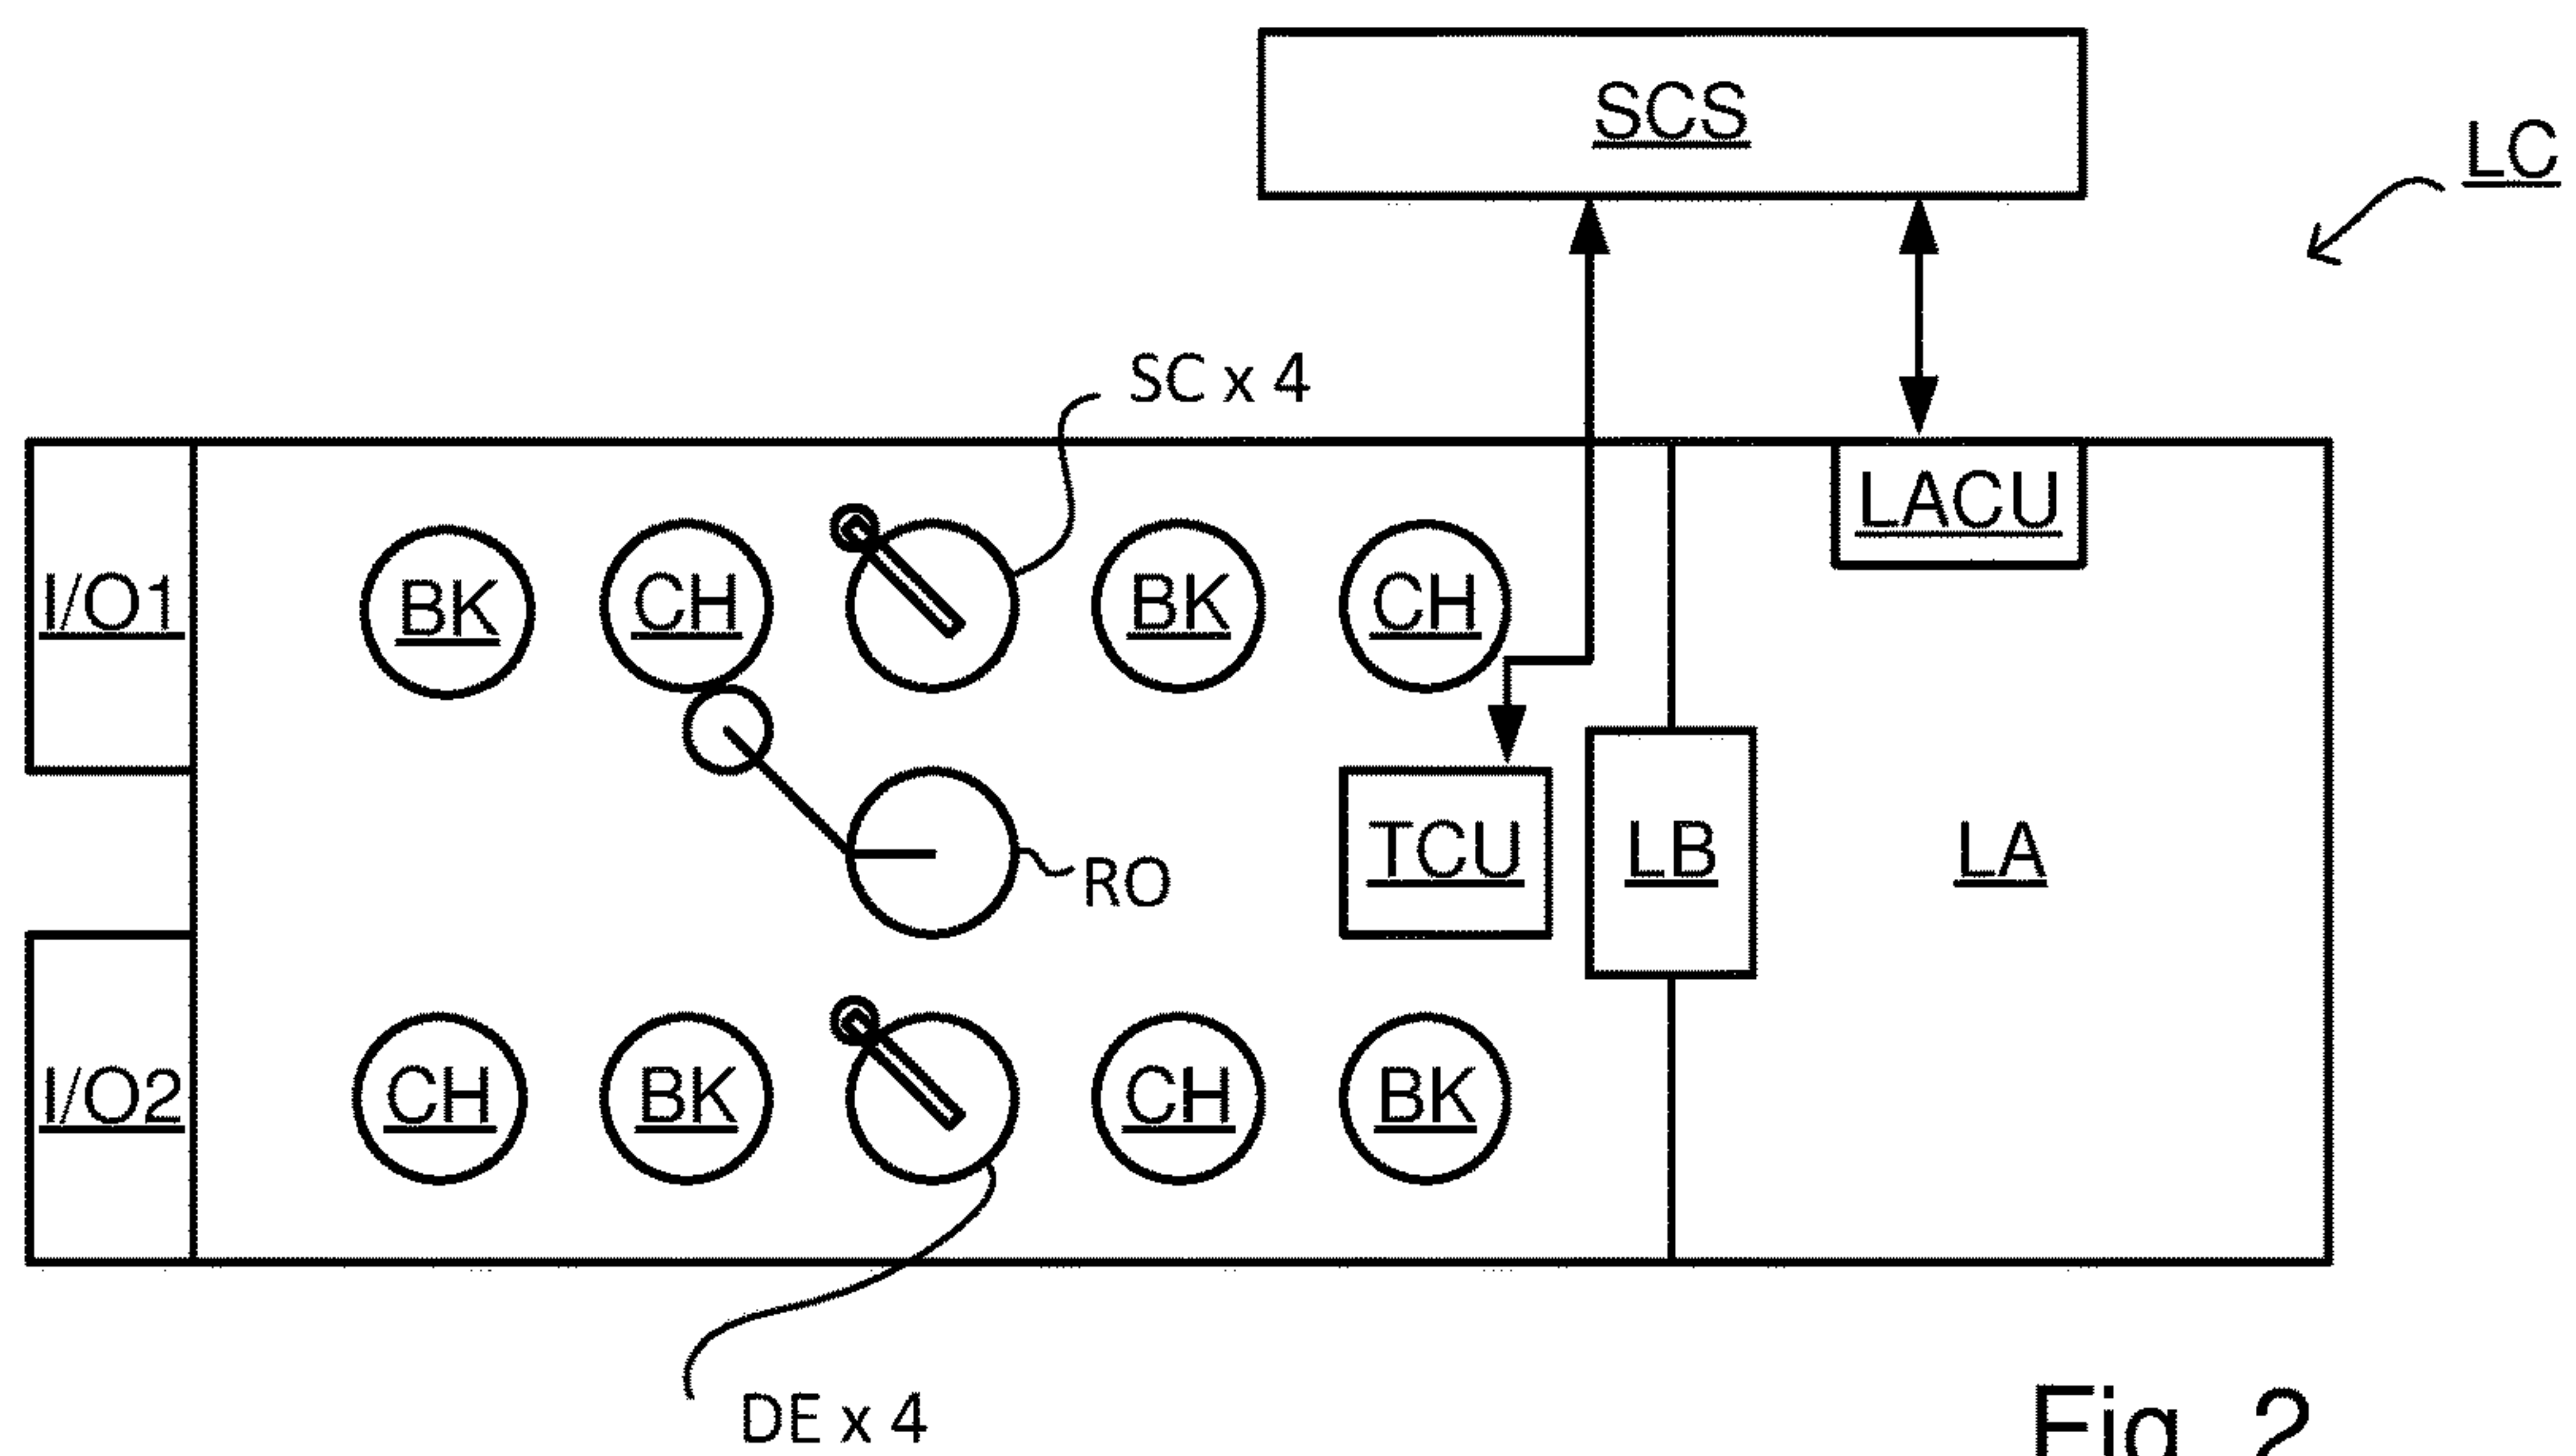 SCS
LC
SC x 4
LACU
I/O1
BK
CH
BK
CH
TCU
LB
LA
RO
I/O2
CH
BK
CH
BK
DE x 4
Fig. 2